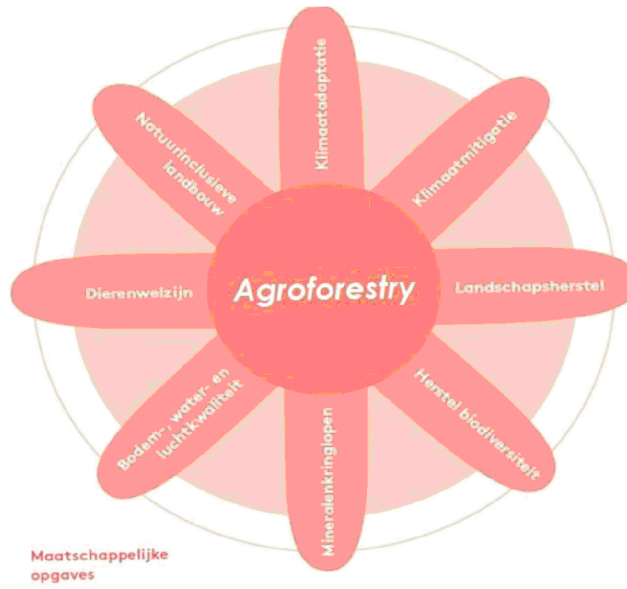 Klimaatadaptatie
Klimaatmitigatie
Landschapsherstel
Herstel biodiversiteit
Mineralenkringlopen
Bodem-, water- en
luchtkwaliteit
Dierenwelzijn
Natuurinclusieve
landbouw
Agroforestry
Maatschappelijke
opgaves